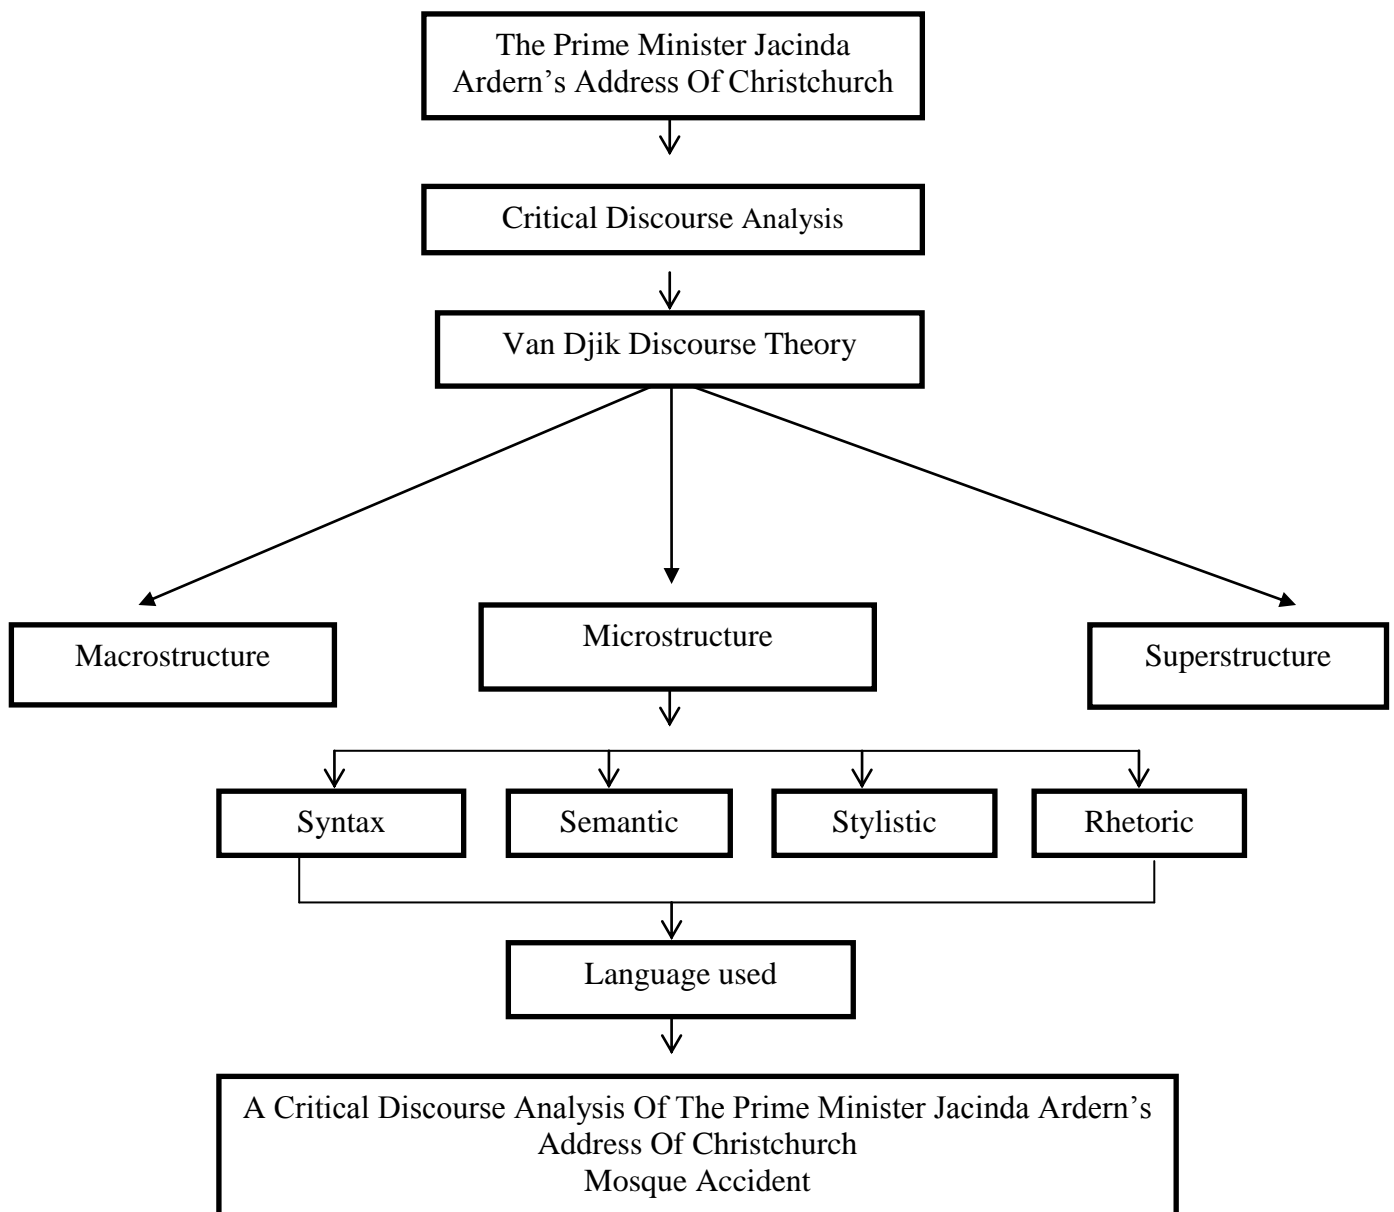 The Prime Minister Jacinda
Ardern’s Address Of Christchurch
Critical Discourse Analysis
Van Djik Discourse Theory
Macrostructure
Microstructure
Superstructure
Syntax
Semantic
Stylistic
Rhetoric
Language used
A Critical Discourse Analysis Of The Prime Minister Jacinda Ardern’s
Address Of Christchurch
Mosque Accident